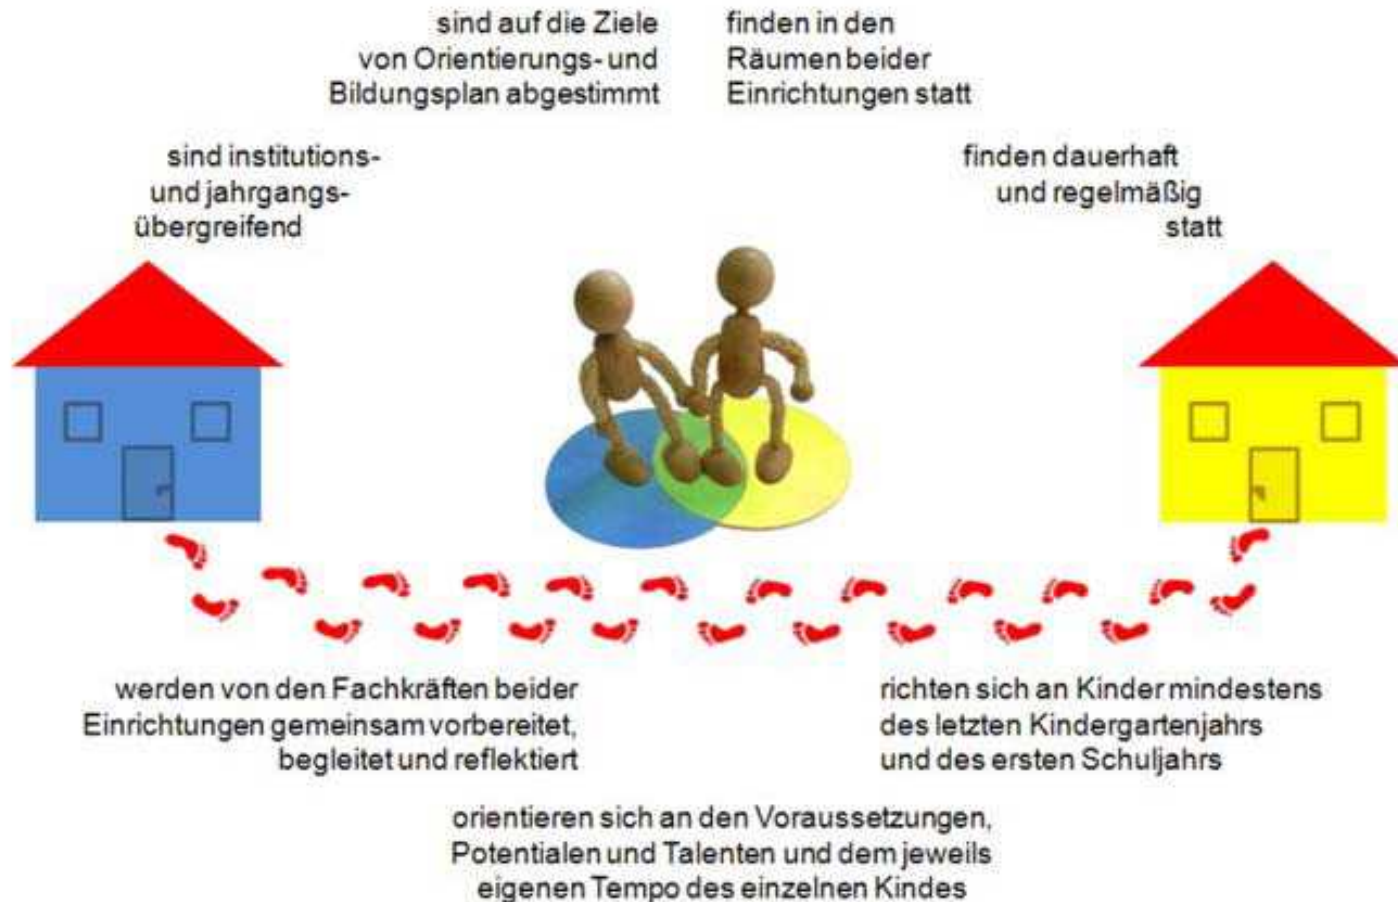 sind auf die Ziele
von Orientierungs- und
Bildungsplan abgestimmt
finden in den
Räumen beider
Einrichtungen statt
sind institutions-
und jahrgangs-
übergreifend
finden dauerhaft
und regelmäßig
statt
werden von den Fachkräften beider
Einrichtungen gemeinsam vorbereitet,
begleitet und reflektiert
richten sich an Kinder mindestens
des letzten Kindergartenjahrs
und des ersten Schuljahrs
orientieren sich an den Voraussetzungen,
Potentialen und Talenten und dem jeweils
eigenen Tempo des einzelnen Kindes